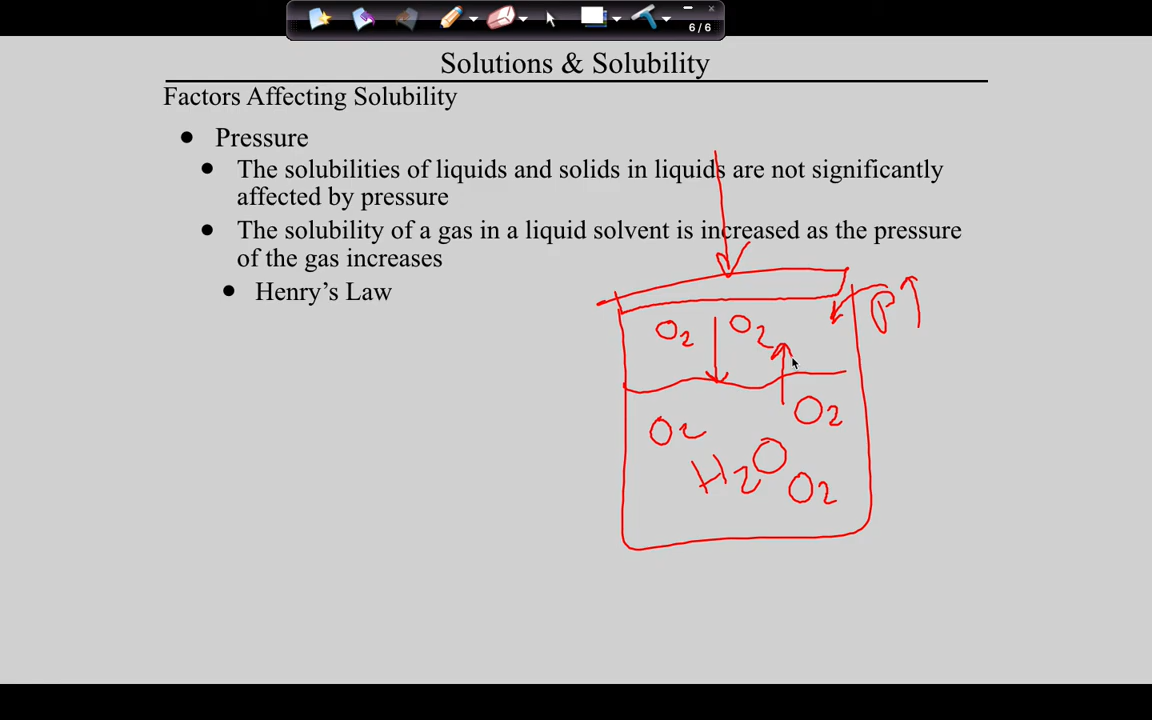 6/6
Solutions & Solubility
Factors Affecting Solubility
• Pressure
• The solubilities of liquids and solids in liquids are not significantly
affected by pressure
• The solubility of a gas in a liquid solvent is increased as the pressure
of the gas increases
• Henry's Law
P↑
O2 O2
O2
O2
H2O
O2